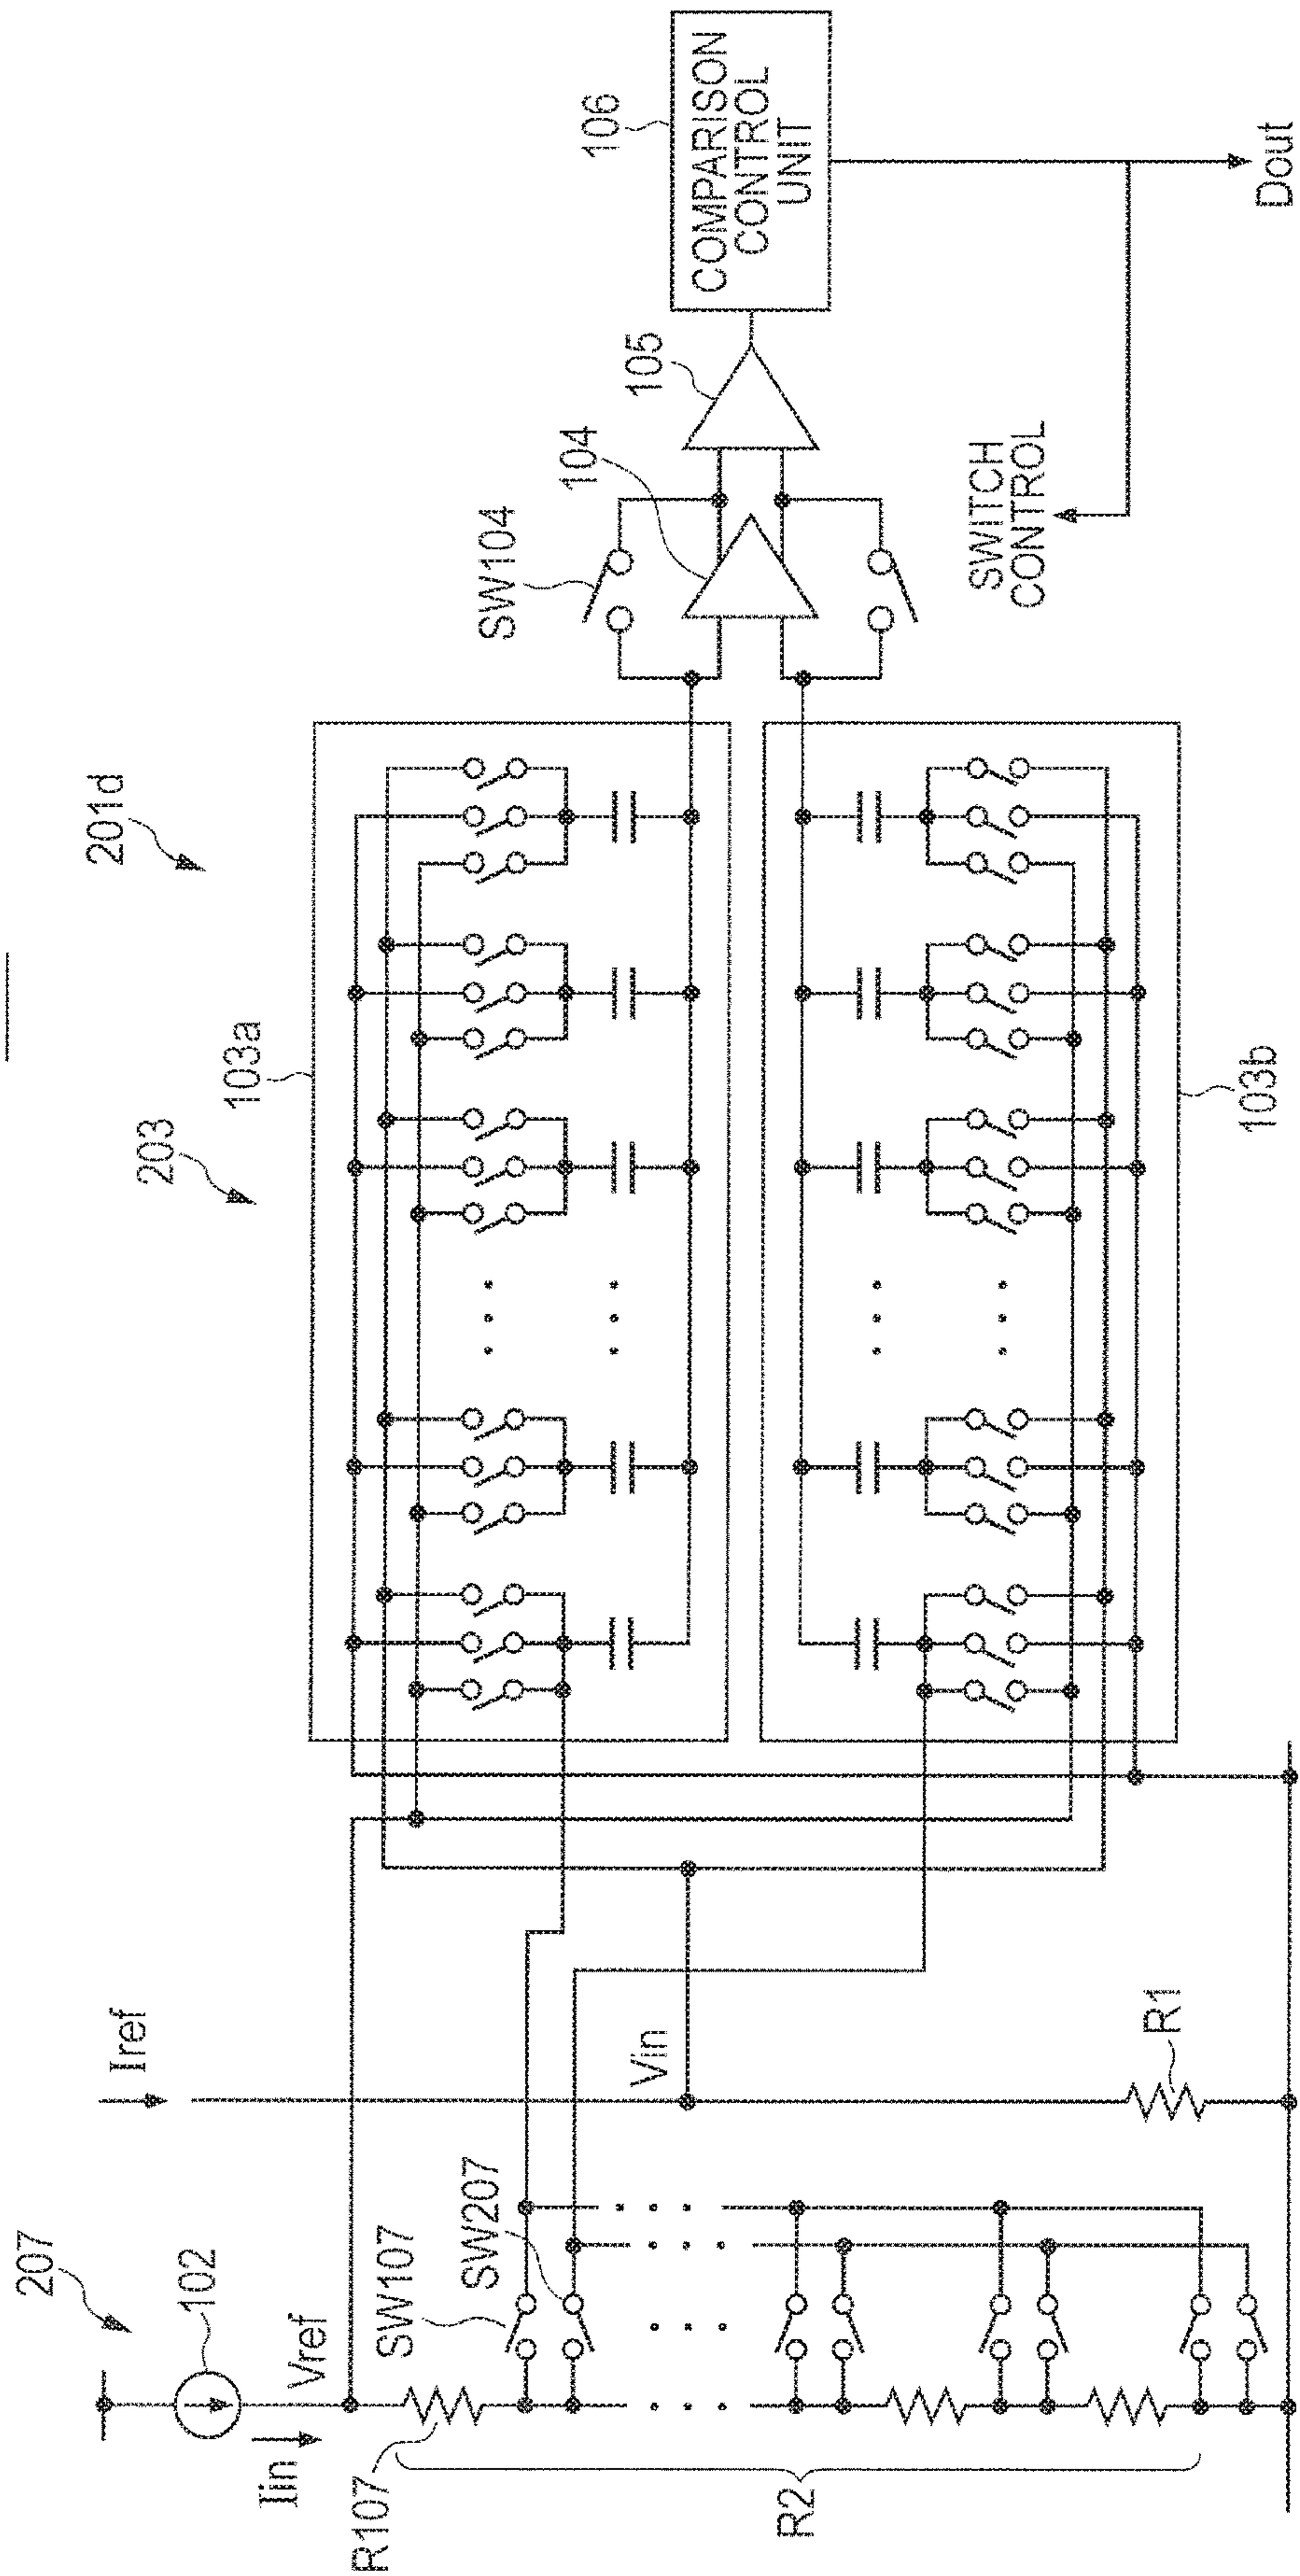 207
102
Iin
Vref
R107
SW107
SW207
R2
Iref
Vin
R1
203
201d
103a
103b
SW104
104
105
106
COMPARISON
CONTROL
UNIT
SWITCH
CONTROL
Dout